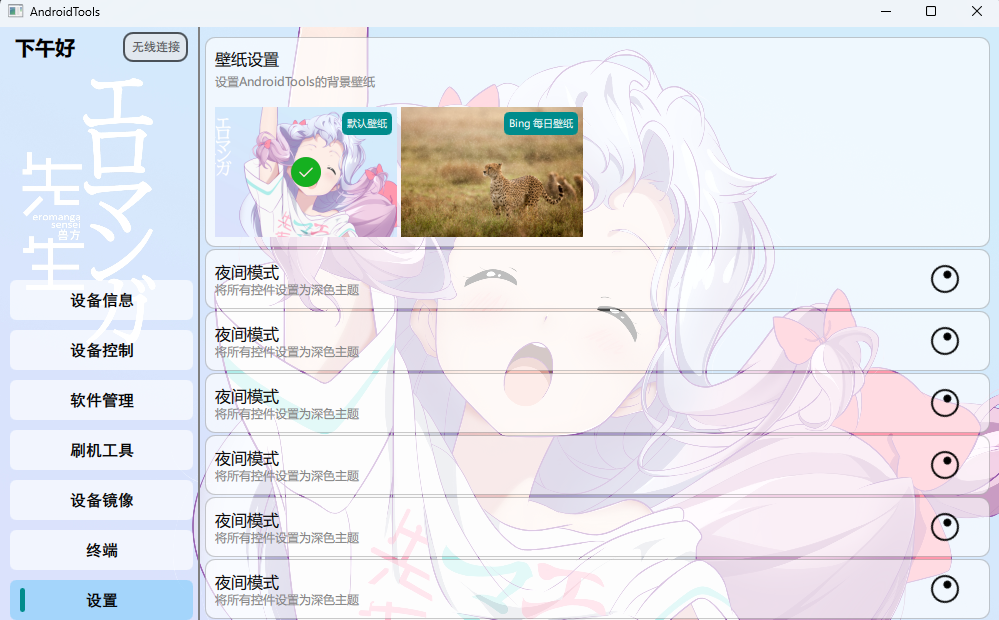 AndroidTools
下午好
无线连接
エロマンガ
先生
eromanga
sensei
兽方
设备信息
设备控制
软件管理
刷机工具
设备镜像
终端
设置
壁纸设置
设置AndroidTools的背景壁纸
エロマンガ
默认壁纸
Bing 每日壁纸
夜间模式
将所有控件设置为深色主题
夜间模式
将所有控件设置为深色主题
夜间模式
将所有控件设置为深色主题
夜间模式
将所有控件设置为深色主题
夜间模式
将所有控件设置为深色主题
夜间模式
将所有控件设置为深色主题